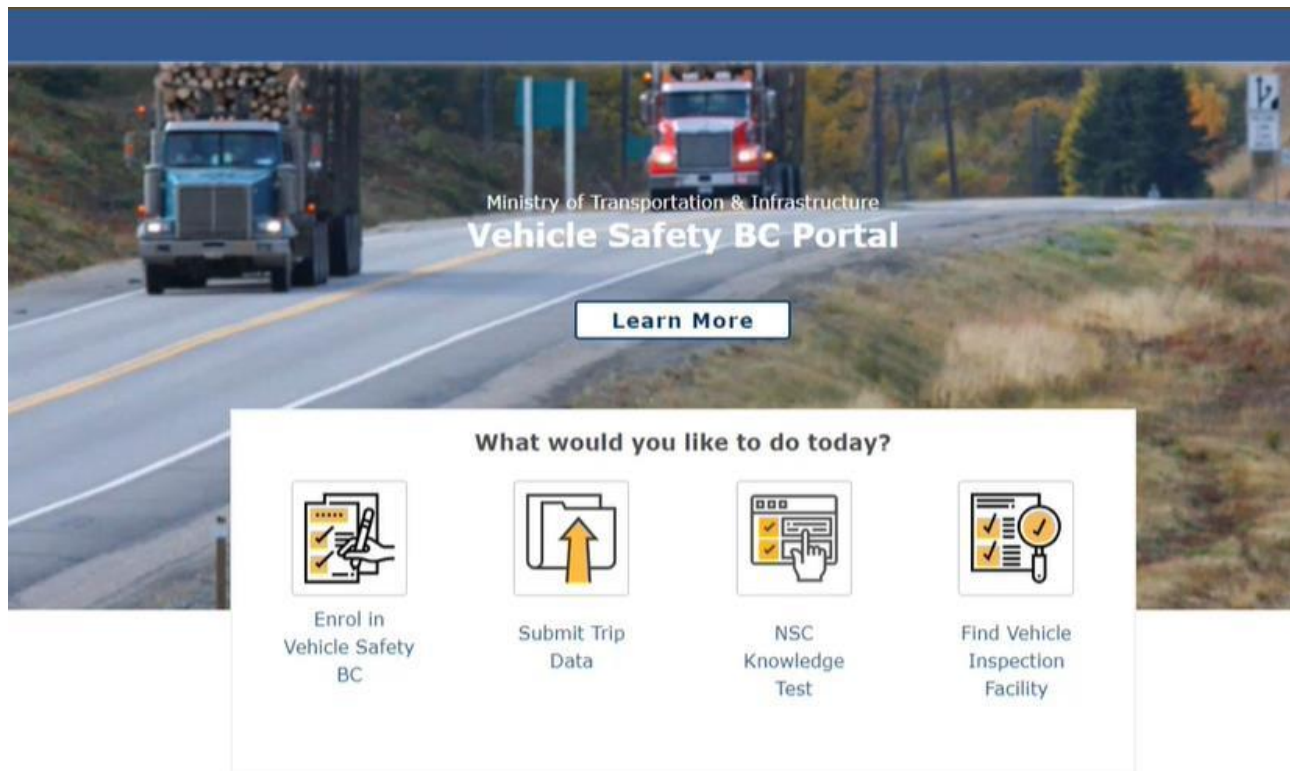 Ministry of Transportation & Infrastructure
Vehicle Safety BC Portal
Learn More
What would you like to do today?
Enrol in
Vehicle Safety
BC
Submit Trip
Data
NSC
Knowledge
Test
Find Vehicle
Inspection
Facility